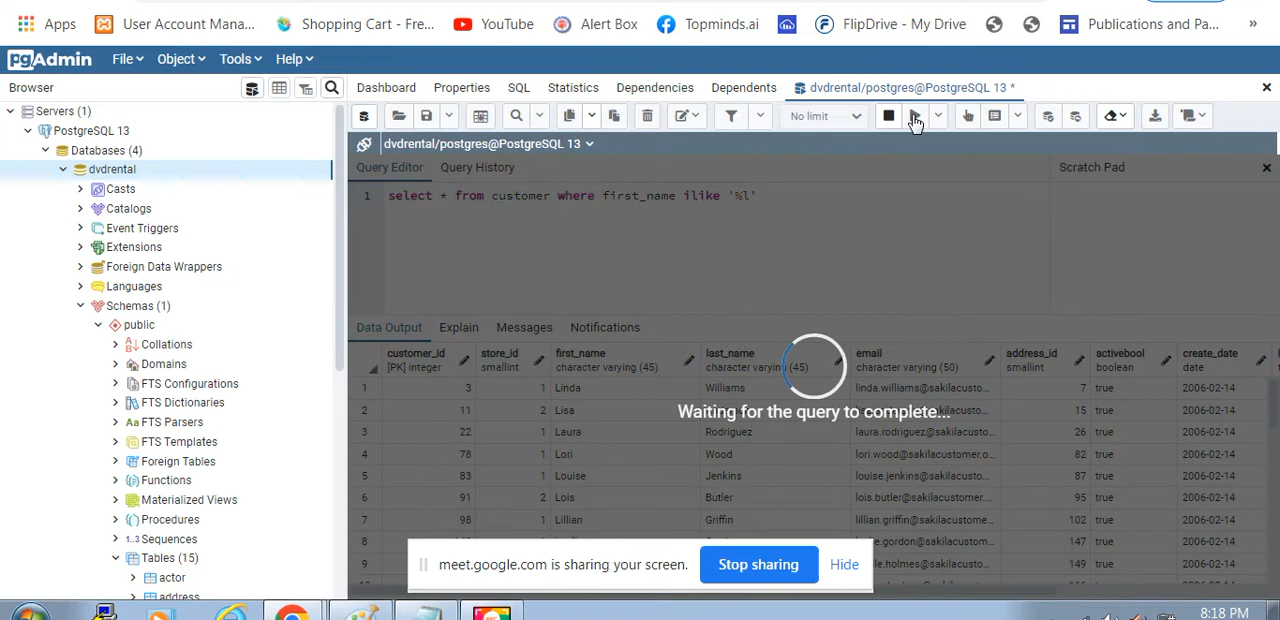 Apps User Account Mana... Shopping Cart - Fre... YouTube Alert Box Topminds.ai FlipDrive - My Drive Publications and Pa... »
pgAdmin File Object Tools Help
Browser Dashboard Properties SQL Statistics Dependencies Dependents dvdrental/postgres@PostgreSQL 13 *
No limit
Servers (1)
PostgreSQL 13
Databases (4)
dvdrental
Casts
Catalogs
Event Triggers
Extensions
Foreign Data Wrappers
Languages
Schemas (1)
public
Collations
Domains
FTS Configurations
FTS Dictionaries
Aa FTS Parsers
FTS Templates
Foreign Tables
Functions
Materialized Views
Procedures
1..3 Sequences
Tables (15)
actor
address
dvdrental/postgres@PostgreSQL 13
Query Editor Query History Scratch Pad
1 select * from customer where first_name ilike '%l'
Data Output Explain Messages Notifications
customer_id store_id first_name last_name email address_id activebool create_date
[PK] integer smallint character varying (45) character varying (45) character varying (50) smallint boolean date
1 3 1 Linda Williams linda.williams@sakilacustom... 7 true 2006-02-14
2 11 2 Lisa linda.anderson@sakilacusto... 15 true 2006-02-14
3 22 1 Laura Rodriguez laura.rodriguez@sakilacusto... 26 true 2006-02-14
4 78 1 Lori Wood lori.wood@sakilacustomer.o... 82 true 2006-02-14
5 83 1 Louise Jenkins louise.jenkins@sakilacusto... 87 true 2006-02-14
6 91 2 Lois Butler lois.butler@sakilacustomer.... 95 true 2006-02-14
7 98 1 Lillian Griffin lillian.griffin@sakilacustome... 102 true 2006-02-14
8 147 true 2006-02-14
9 149 true 2006-02-14
Waiting for the query to complete...
meet.google.com is sharing your screen. Stop sharing Hide
8:18 PM